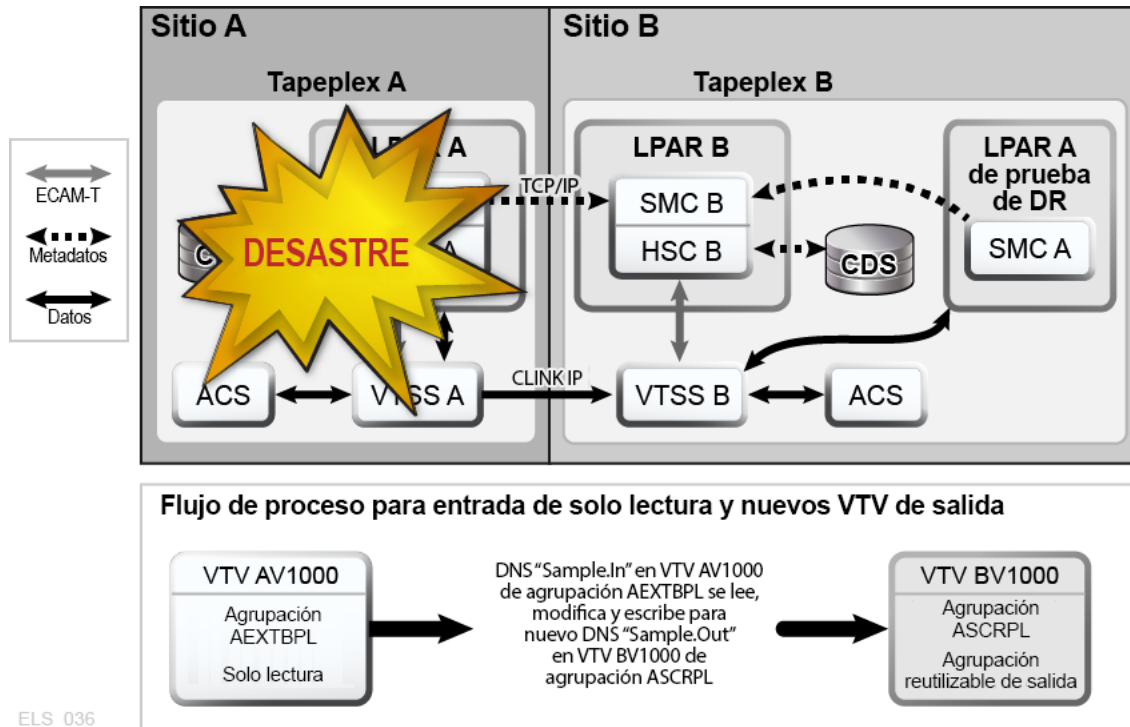 Sitio A
Sitio B
Tapeplex A
Tapeplex B
ECAM-T
Metadatos
Datos
LPAR A
DESASTRE
C
A
TCP/IP
LPAR B
SMC B
HSC B
CDS
LPAR A
de prueba
de DR
SMC A
ACS
VTSS A
CLINK IP
VTSS B
ACS
Flujo de proceso para entrada de solo lectura y nuevos VTV de salida
VTV AV1000
Agrupación
AEXTBPL
Solo lectura
DNS “Sample.In” en VTV AV1000
de agrupación AEXTBPL se lee,
modifica y escribe para
nuevo DNS “Sample.Out”
en VTV BV1000 de
agrupación ASCRPL
VTV BV1000
Agrupación
ASCRPL
Agrupación
reutilizable de salida
ELS_036